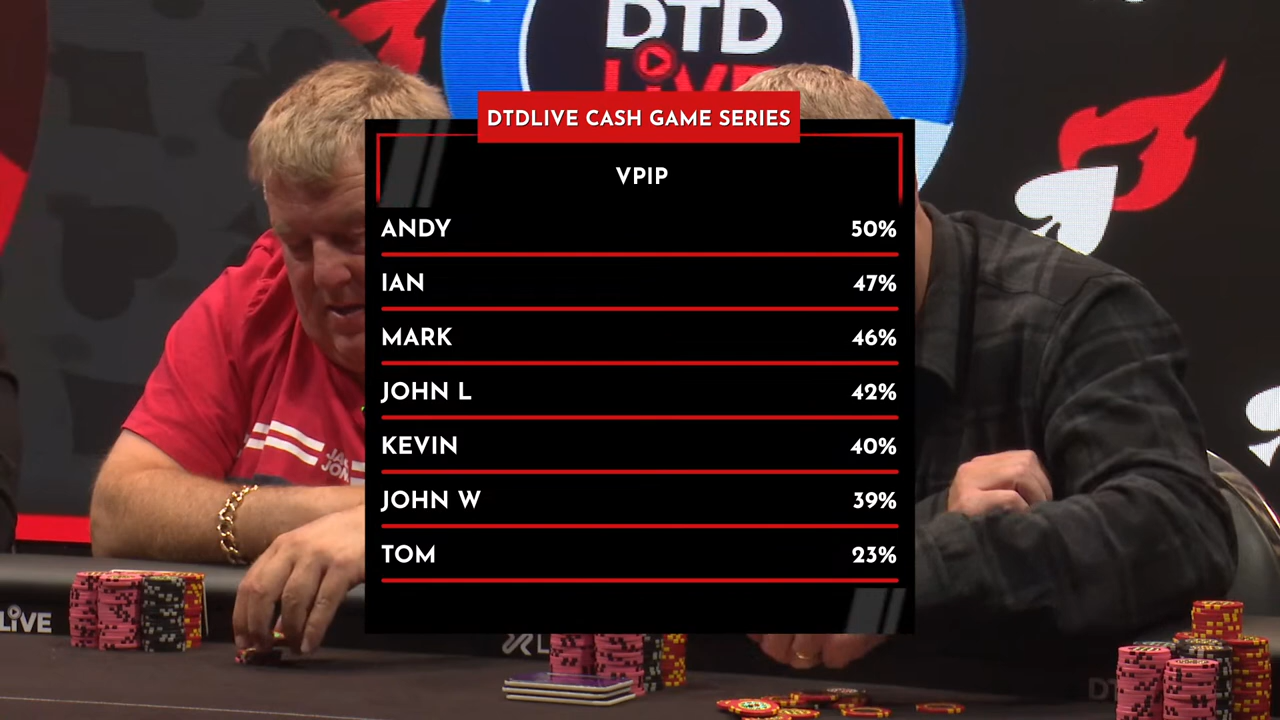 DTD
LIVE
DTDLIVE CASH GAME SERIES
VPIP
ANDY 50%
IAN 47%
MARK 46%
JOHN L 42%
KEVIN 40%
JOHN W 39%
TOM 23%
LIVE